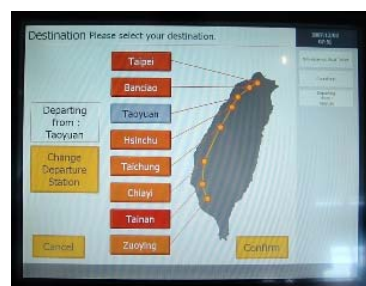 Destination Please select your destination.
Taipei
Banciao
Departing
from :
Taoyuan
Taoyuan
Hsinchu
Change
Departure
Station
Taichung
Chiayi
Tainan
Cancel
Zuoying
Confirm